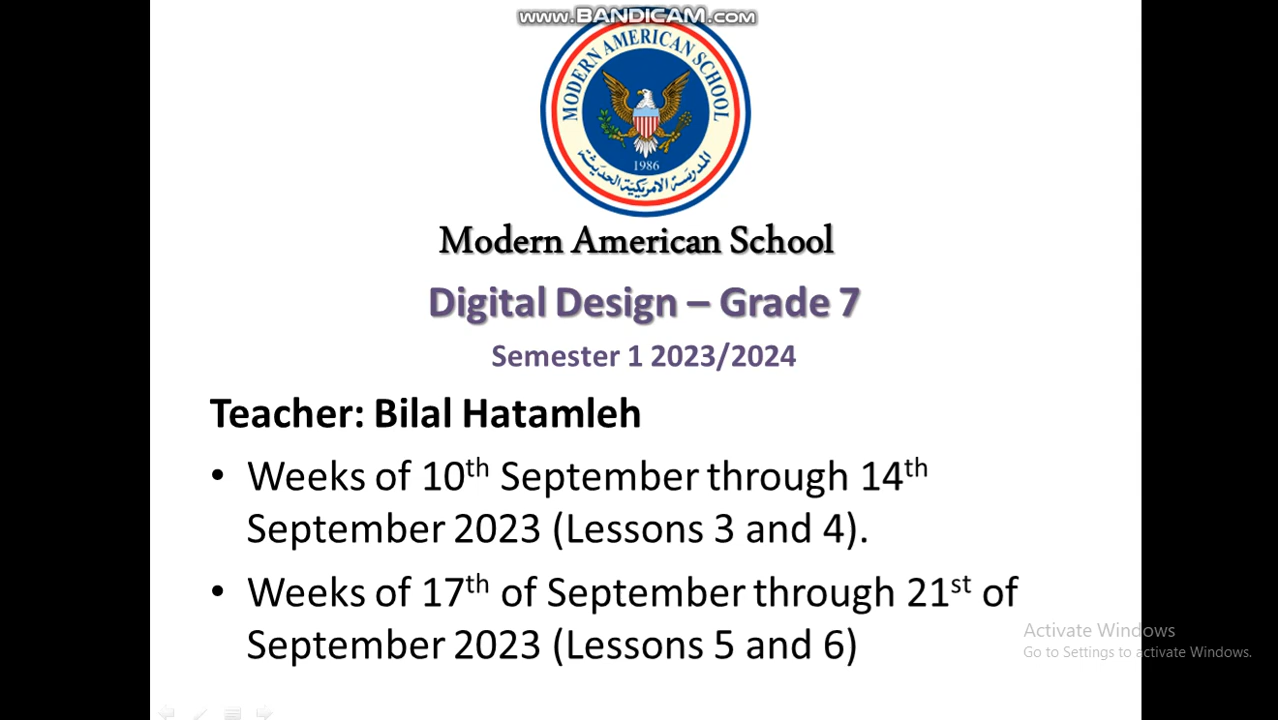 www.BANDICAM.com
MODERN AMERICAN SCHOOL
1986
المدرسة الامريكية الحديثة
Modern American School
Digital Design – Grade 7
Semester 1 2023/2024
Teacher: Bilal Hatamleh
• Weeks of 10th September through 14th
September 2023 (Lessons 3 and 4).
• Weeks of 17th of September through 21st of
September 2023 (Lessons 5 and 6)
Activate Windows
Go to Settings to activate Windows.